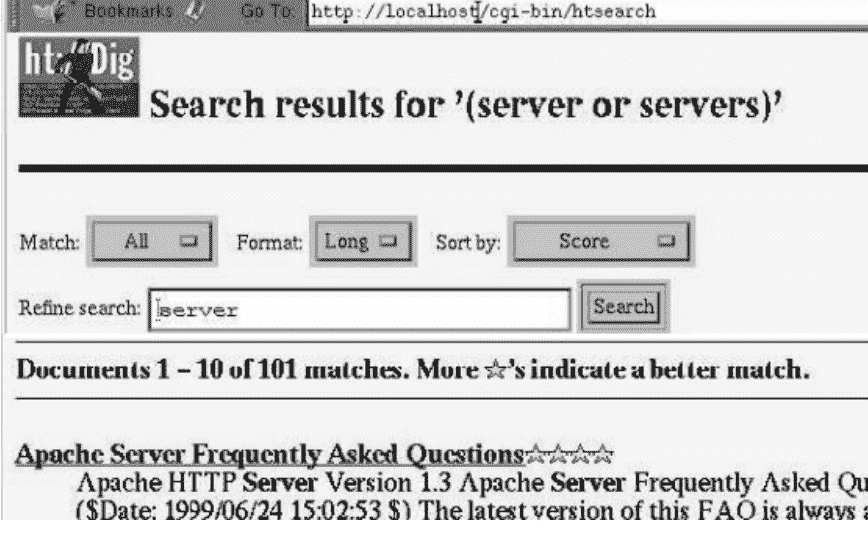 Bookmarks Go To: http://localhost/cgi-bin/htsearch
ht://Dig
Search results for '(server or servers)'
Match: All Format: Long Sort by: Score
Refine search: server Search
Documents 1 – 10 of 101 matches. More ☆'s indicate a better match.
Apache Server Frequently Asked Questions☆☆☆☆
Apache HTTP Server Version 1.3 Apache Server Frequently Asked Qu
($Date: 1999/06/24 15:02:53 $) The latest version of this FAQ is always a